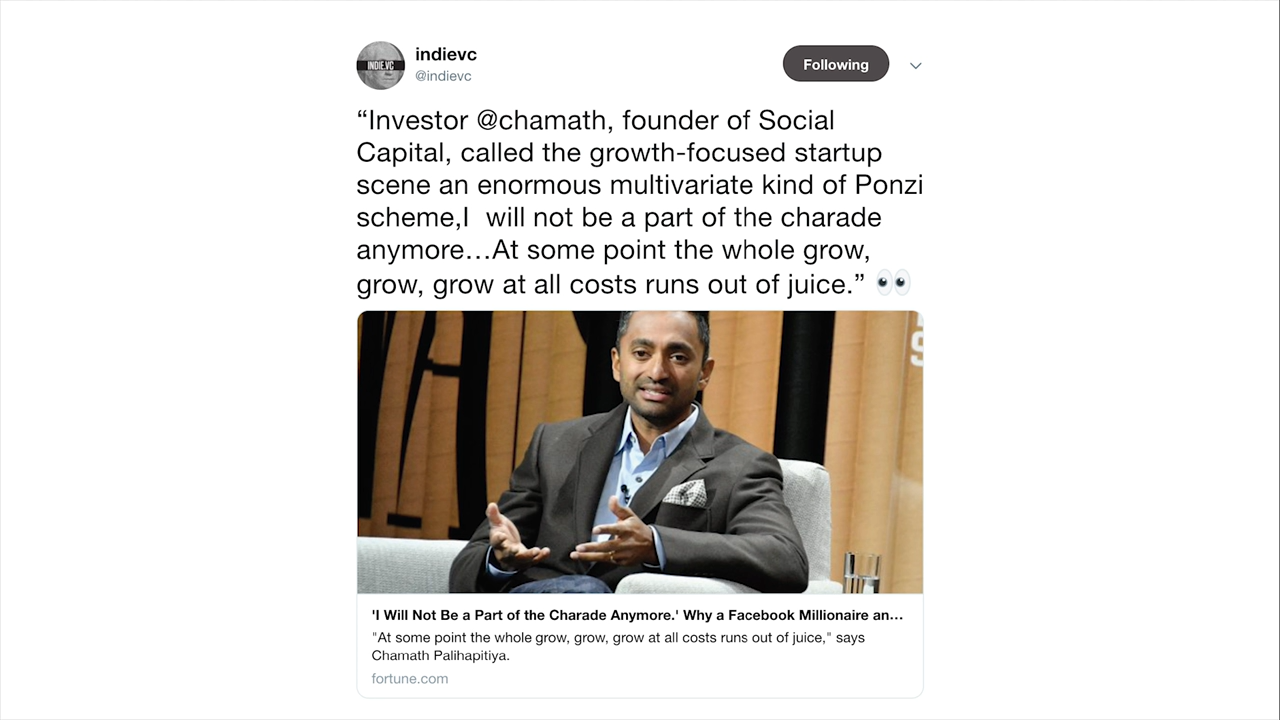 INDIE.VC
indievc
@indievc
Following
“Investor @chamath, founder of Social
Capital, called the growth-focused startup
scene an enormous multivariate kind of Ponzi
scheme,I  will not be a part of the charade
anymore…At some point the whole grow,
grow, grow at all costs runs out of juice.” 👀
'I Will Not Be a Part of the Charade Anymore.' Why a Facebook Millionaire an...
"At some point the whole grow, grow, grow at all costs runs out of juice," says
Chamath Palihapitiya.
fortune.com